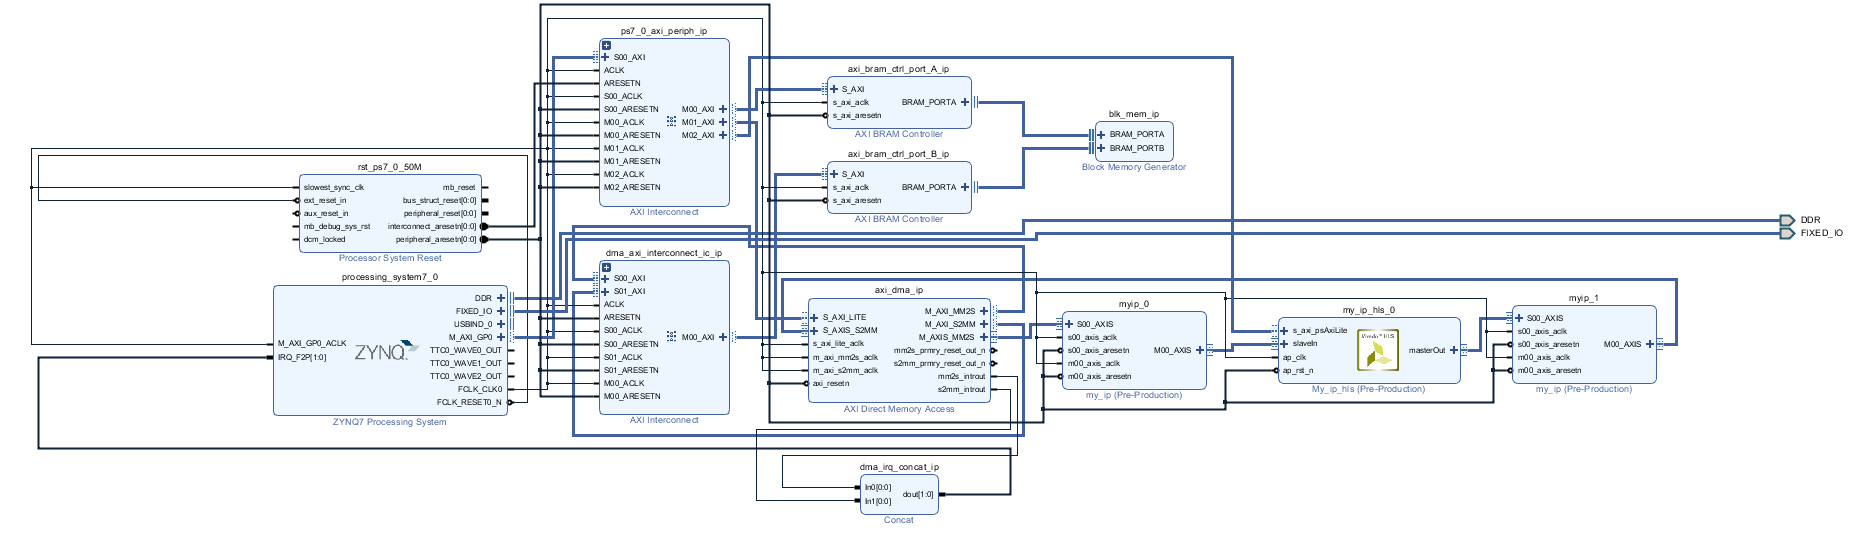 ps7_0_axi_periph_ip
S00_AXI
ACLK
ARESETN
S00_ACLK
S00_ARESETN
M00_ACLK
M00_ARESETN
M01_ACLK
M01_ARESETN
M02_ACLK
M02_ARESETN
M00_AXI
M01_AXI
M02_AXI
AXI Interconnect
axi_bram_ctrl_port_A_ip
S_AXI
s_axi_aclk
s_axi_aresetn
BRAM_PORTA
AXI BRAM Controller
blk_mem_ip
BRAM_PORTA
BRAM_PORTB
Block Memory Generator
axi_bram_ctrl_port_B_ip
S_AXI
s_axi_aclk
s_axi_aresetn
BRAM_PORTA
AXI BRAM Controller
rst_ps7_0_50M
slowest_sync_clk
ext_reset_in
aux_reset_in
mb_debug_sys_rst
dcm_locked
mb_reset
bus_struct_reset[0:0]
peripheral_reset[0:0]
interconnect_aresetn[0:0]
peripheral_aresetn[0:0]
Processor System Reset
DDR
FIXED_IO
processing_system7_0
M_AXI_GP0_ACLK
IRQ_F2P[1:0]
ZYNQ
DDR
FIXED_IO
USBIND_0
M_AXI_GP0
TTC0_WAVE0_OUT
TTC0_WAVE1_OUT
TTC0_WAVE2_OUT
FCLK_CLK0
FCLK_RESET0_N
ZYNQ7 Processing System
dma_axi_interconnect_ic_ip
S00_AXI
S01_AXI
ACLK
ARESETN
S00_ACLK
S00_ARESETN
S01_ACLK
S01_ARESETN
M00_ACLK
M00_ARESETN
M00_AXI
AXI Interconnect
axi_dma_ip
S_AXI_LITE
S_AXIS_S2MM
s_axi_lite_aclk
m_axi_mm2s_aclk
m_axi_s2mm_aclk
axi_resetn
M_AXI_MM2S
M_AXI_S2MM
M_AXIS_MM2S
mm2s_prmry_reset_out_n
s2mm_prmry_reset_out_n
mm2s_introut
s2mm_introut
AXI Direct Memory Access
myip_0
S00_AXIS
s00_axis_aclk
s00_axis_aresetn
m00_axis_aclk
m00_axis_aresetn
M00_AXIS
my_ip (Pre-Production)
my_ip_hls_0
s_axi_psAxiLite
slaveIn
ap_clk
ap_rst_n
masterOut
My_ip_hls (Pre-Production)
myip_1
S00_AXIS
s00_axis_aclk
s00_axis_aresetn
m00_axis_aclk
m00_axis_aresetn
M00_AXIS
my_ip (Pre-Production)
dma_irq_concat_ip
In0[0:0]
In1[0:0]
dout[1:0]
Concat